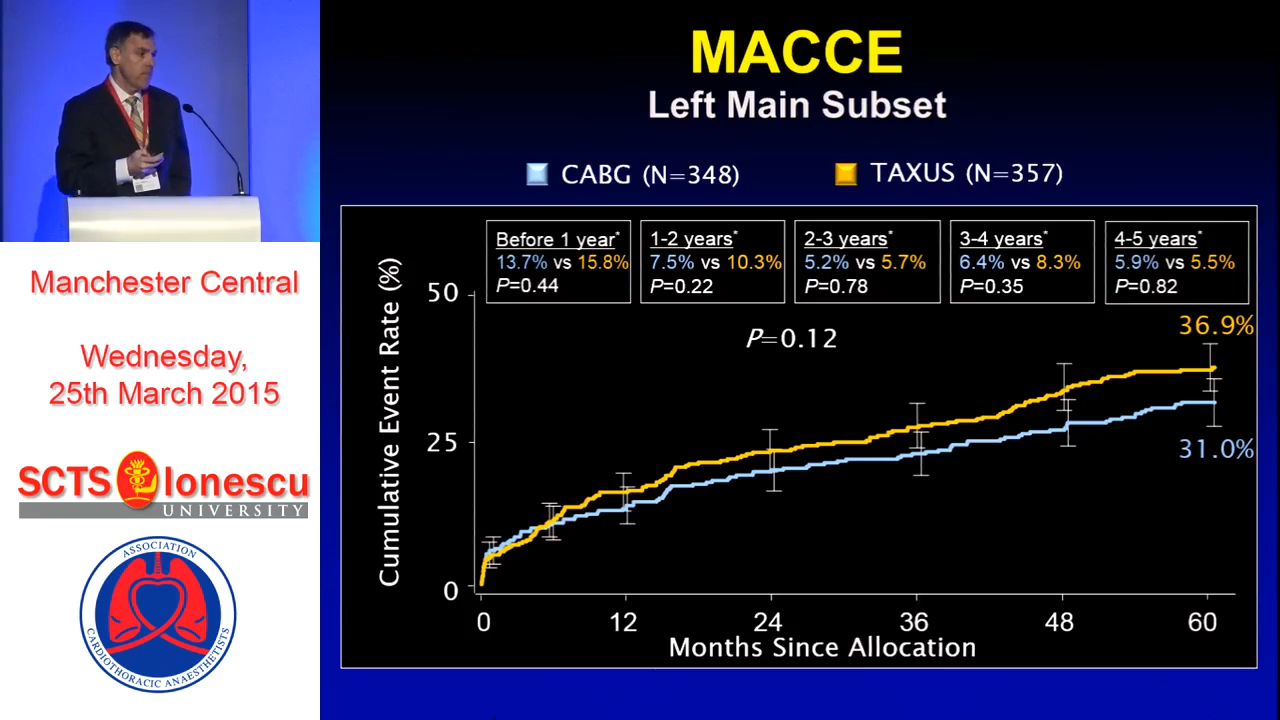 MACCE
Left Main Subset
CABG (N=348)
TAXUS (N=357)
Before 1 year*
13.7% vs 15.8%
P=0.44
1-2 years*
7.5% vs 10.3%
P=0.22
2-3 years*
5.2% vs 5.7%
P=0.78
3-4 years*
6.4% vs 8.3%
P=0.35
4-5 years*
5.9% vs 5.5%
P=0.82
P=0.12
36.9%
31.0%
Cumulative Event Rate (%)
50
25
0
0 12 24 36 48 60
Months Since Allocation
Manchester Central
Wednesday,
25th March 2015
SCTS Ionescu
UNIVERSITY
ASSOCIATION
CARDIOTHORACIC ANAESTHETISTS